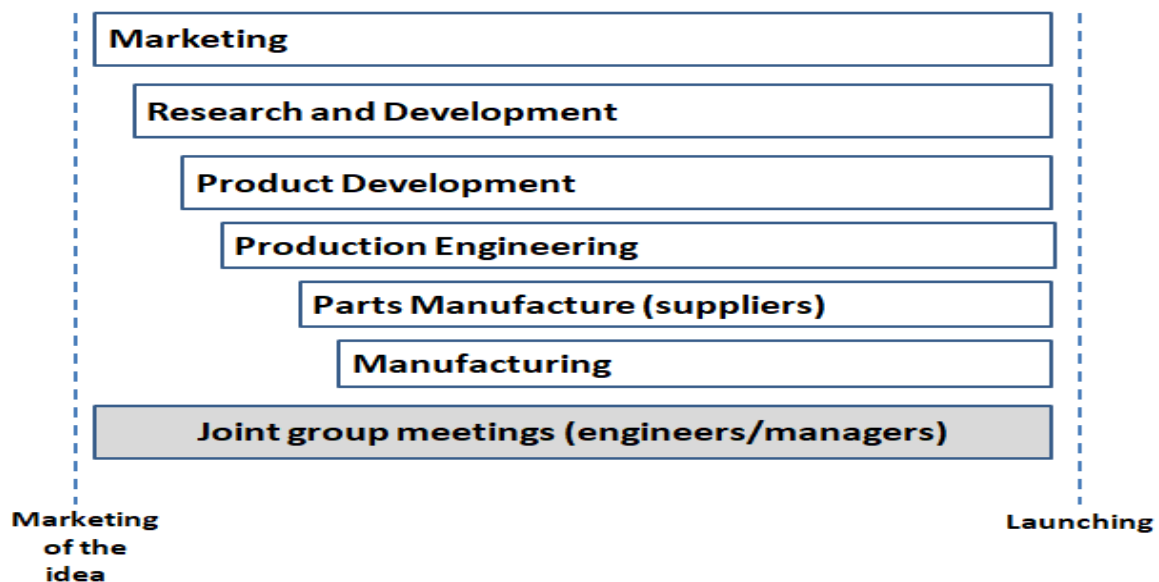 Marketing
Research and Development
Product Development
Production Engineering
Parts Manufacture (suppliers)
Manufacturing
Joint group meetings (engineers/managers)
Marketing
of the
idea
Launching